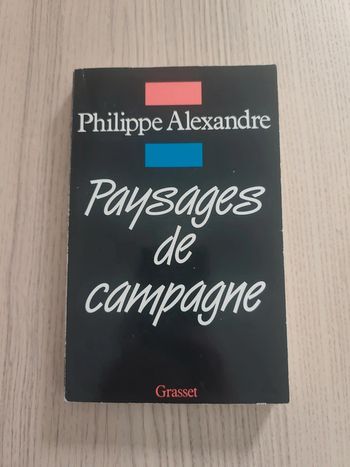 Philippe Alexandre
Paysages
de
campagne
Grasset